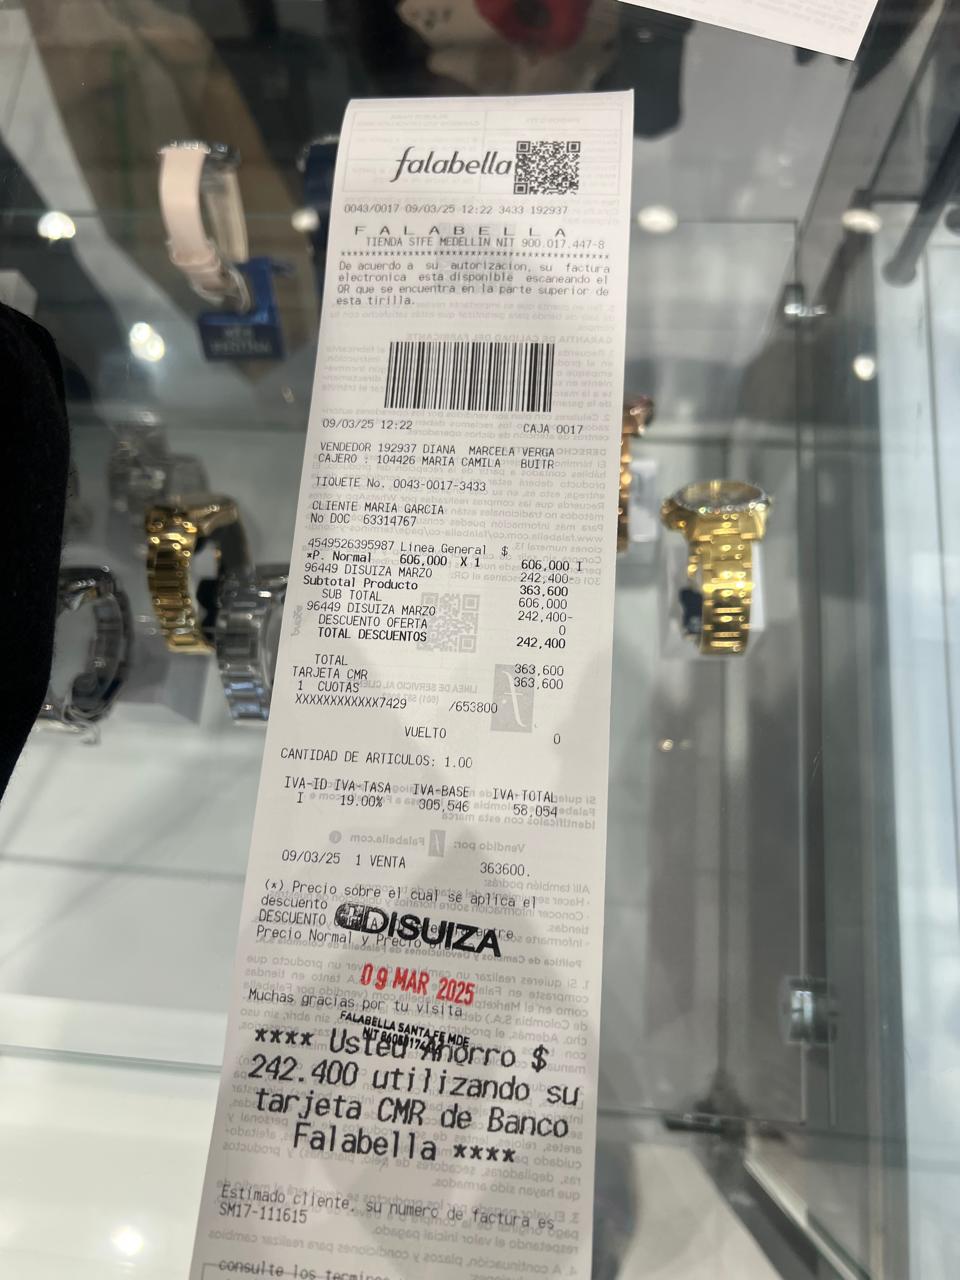 falabella
0043/0017 09/03/25 12:22 3433 192937
F A L A B E L L A
TIENDA STFE MEDELLIN NIT 900.017.447-8
De acuerdo a su autorizacion, su factura
electronica esta disponible escaneando el
QR que se encuentra en la parte superior de
esta tirilla.
09/03/25 12:22 CAJA 0017
VENDEDOR 192937 DIANA MARCELA VERGA
CAJERO : 104426 MARIA CAMILA BUITR
TIQUETE No. 0043-0017-3433
CLIENTE MARIA GARCIA
No DOC 63314767
4549526395987 Linea General $
*P. Normal 606,000 X 1 606,000 I
96449 DISUIZA MARZO 242,400-
Subtotal Producto 363,600
SUB TOTAL 606,000
96449 DISUIZA MARZO 242,400-
DESCUENTO OFERTA 0
TOTAL DESCUENTOS 242,400
TOTAL 363,600
TARJETA CMR 363,600
1 CUOTAS
XXXXXXXXXXXX7429 /653800
VUELTO 0
CANTIDAD DE ARTICULOS: 1.00
IVA-ID IVA-TASA IVA-BASE IVA-TOTAL
I 19.00% 305,546 58,054
09/03/25 1 VENTA 363600.
(*) Precio sobre el cual se aplica el
descuento
DESCUENTO entre
Precio Normal y Precio
DISUIZA
09 MAR 2025
Muchas gracias por tu visita
FALABELLA SANTA FE MDE
**** Usted Ahorro $
242.400 utilizando su
tarjeta CMR de Banco
Falabella ****
Estimado cliente, su numero de factura es
SM17-111615
consulte los terminos